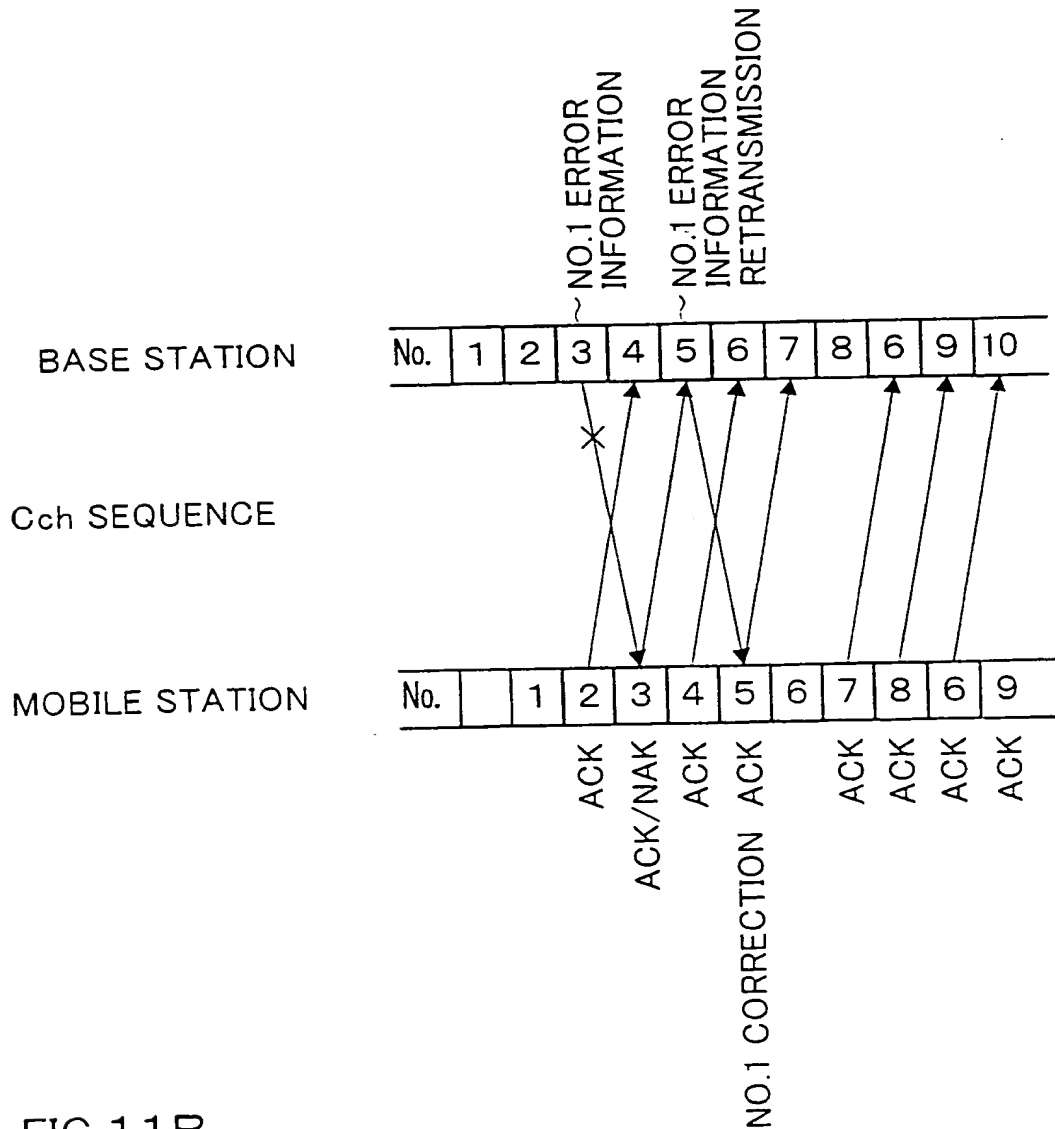 ~NO.1 ERROR
INFORMATION
~NO.1 ERROR
INFORMATION
RETRANSMISSION
BASE STATION
No. 1 2 3 4 5 6 7 8 6 9 10
Cch SEQUENCE
MOBILE STATION
No. 1 2 3 4 5 6 7 8 6 9
ACK
ACK/NAK
ACK
NO.1 CORRECTION ACK
ACK
ACK
ACK
ACK
FIG.11B